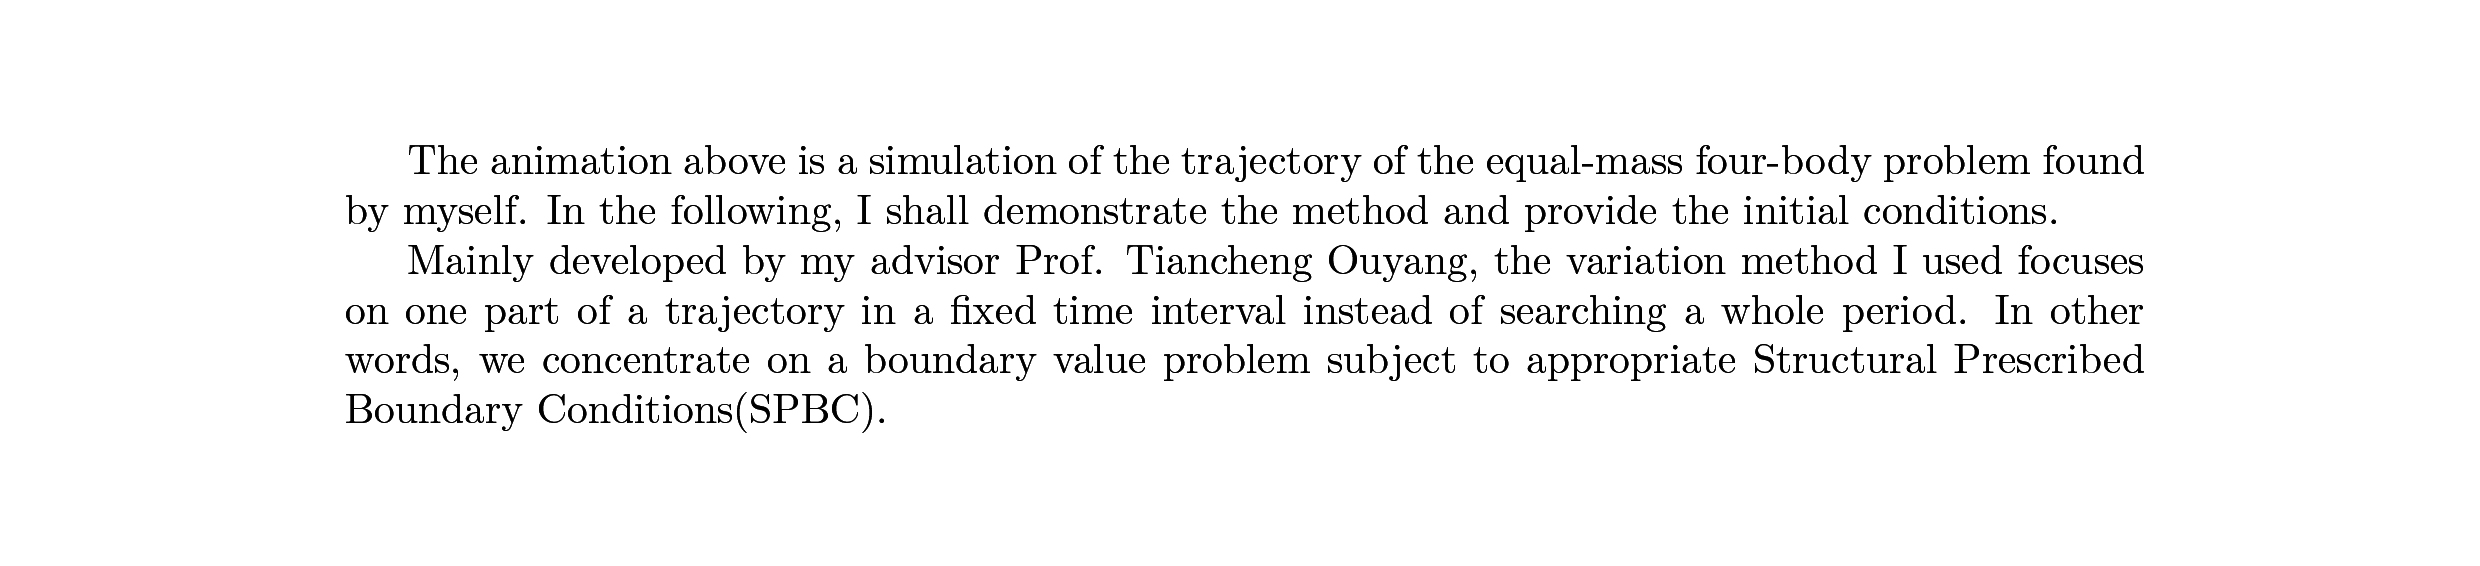 The animation above is a simulation of the trajectory of the equal-mass four-body problem found
by myself. In the following, I shall demonstrate the method and provide the initial conditions.
Mainly developed by my advisor Prof. Tiancheng Ouyang, the variation method I used focuses
on one part of a trajectory in a fixed time interval instead of searching a whole period. In other
words, we concentrate on a boundary value problem subject to appropriate Structural Prescribed
Boundary Conditions(SPBC).